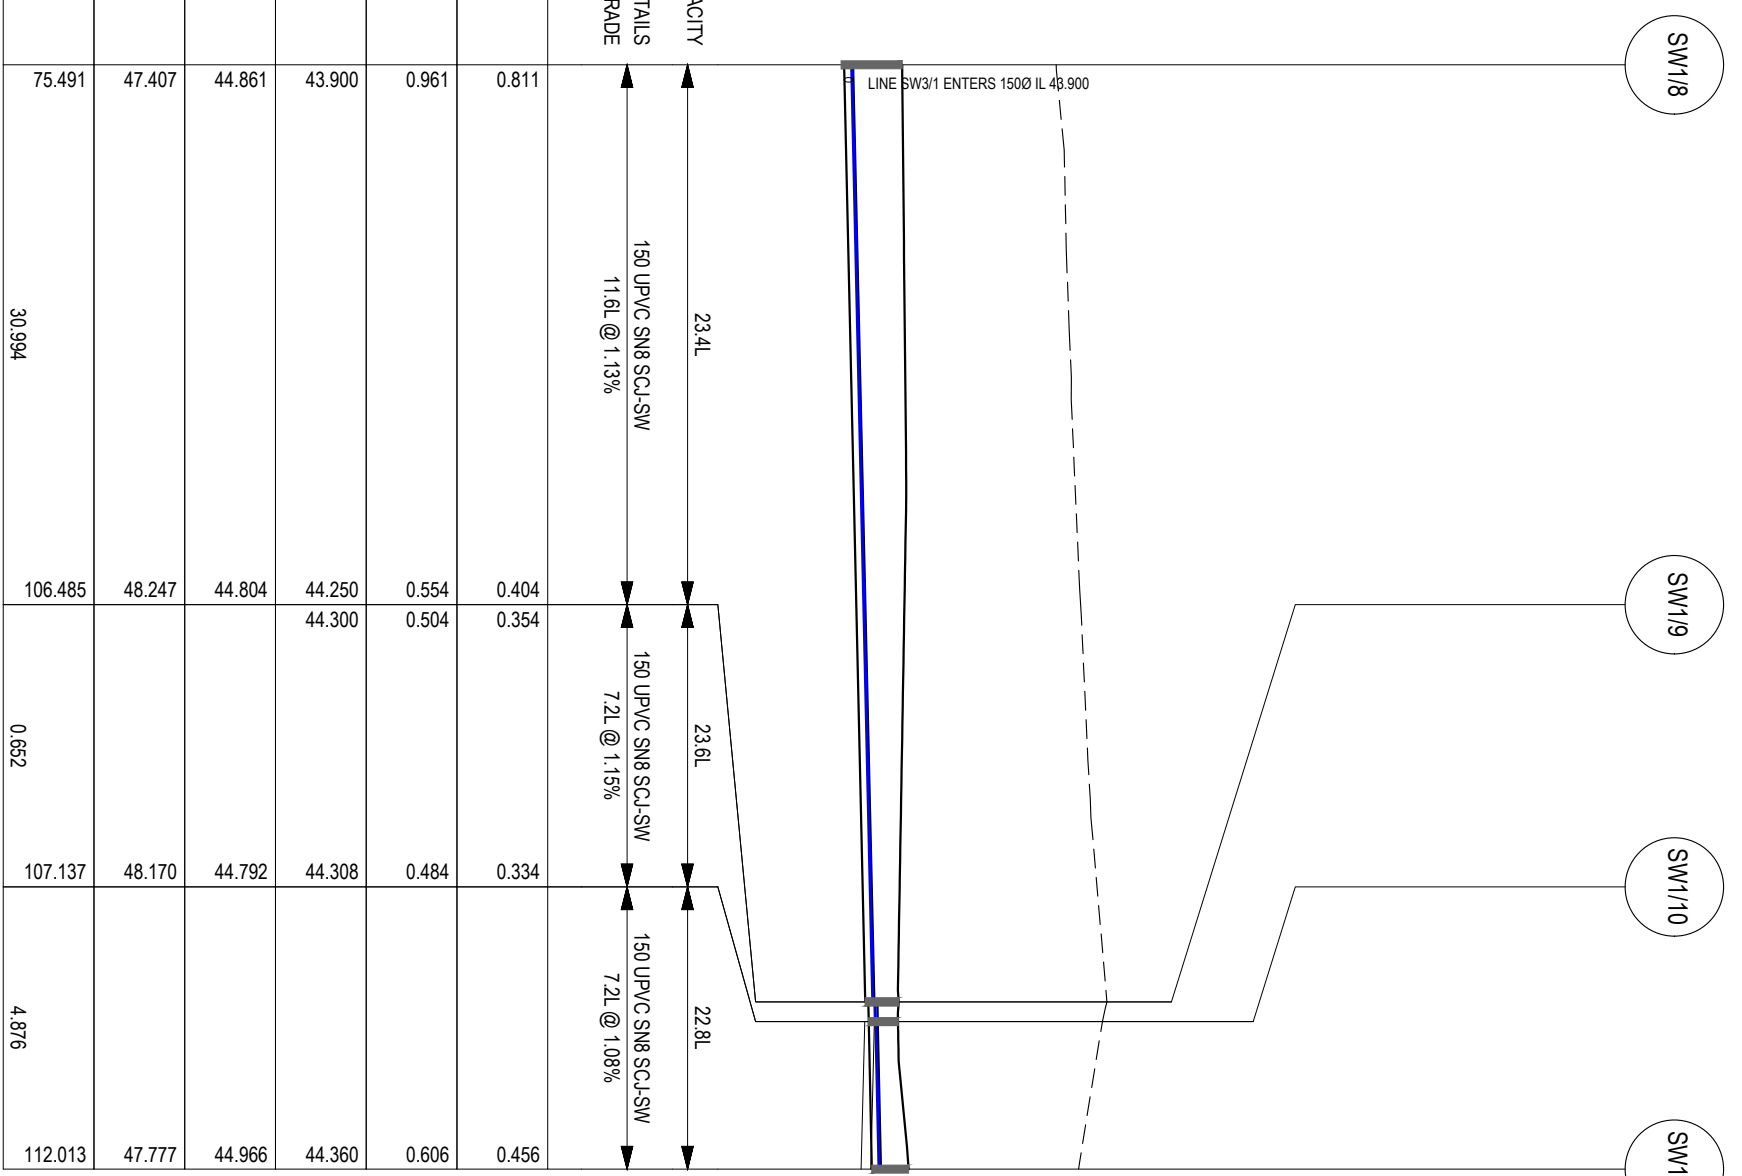 ACITY
TAILS
RADE
SW1/8
SW1/9
SW1/10
SW1
LINE SW3/1 ENTERS 150Ø IL 43.900
23.4L
150 UPVC SN8 SCJ-SW
11.6L @ 1.13%
23.6L
150 UPVC SN8 SCJ-SW
7.2L @ 1.15%
22.8L
150 UPVC SN8 SCJ-SW
7.2L @ 1.08%
75.491 47.407 44.861 43.900 0.961 0.811
30.994
106.485 48.247 44.804 44.250 0.554 0.404
44.300 0.504 0.354
0.652
107.137 48.170 44.792 44.308 0.484 0.334
4.876
112.013 47.777 44.966 44.360 0.606 0.456